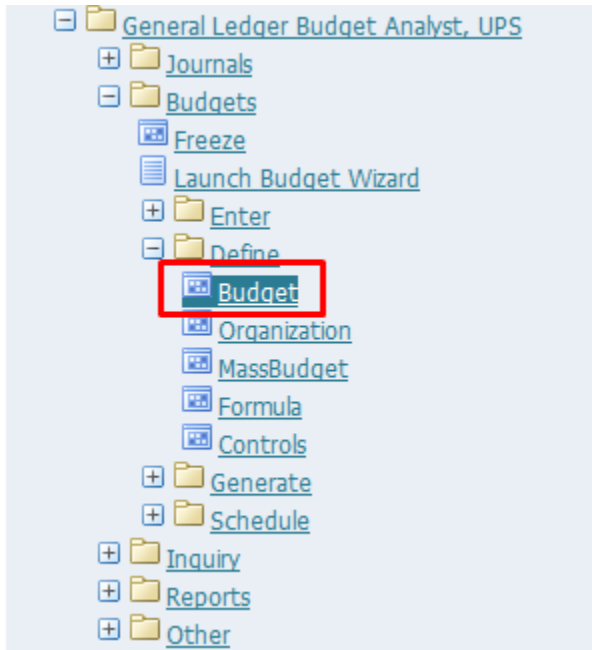 General Ledger Budget Analyst, UPS
Journals
Budgets
Freeze
Launch Budget Wizard
Enter
Define
Budget
Organization
MassBudget
Formula
Controls
Generate
Schedule
Inquiry
Reports
Other